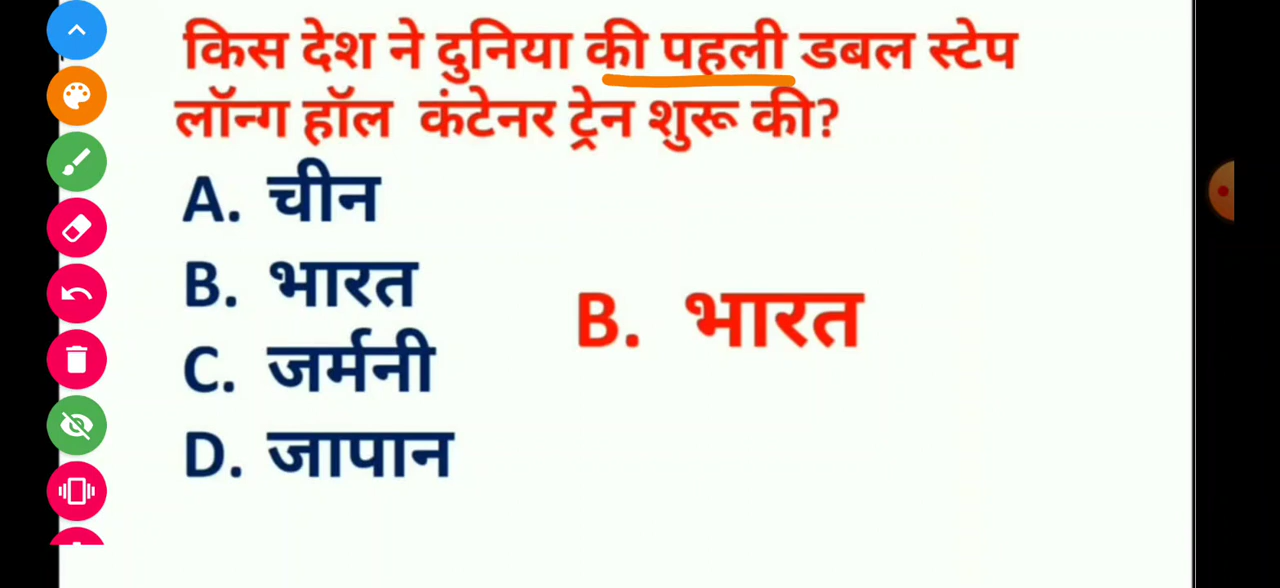 किस देश ने दुनिया की पहली डबल स्टेप
लॉन्ग हॉल कंटेनर ट्रेन शुरू की?
A. चीन
B. भारत
C. जर्मनी
D. जापान
B. भारत